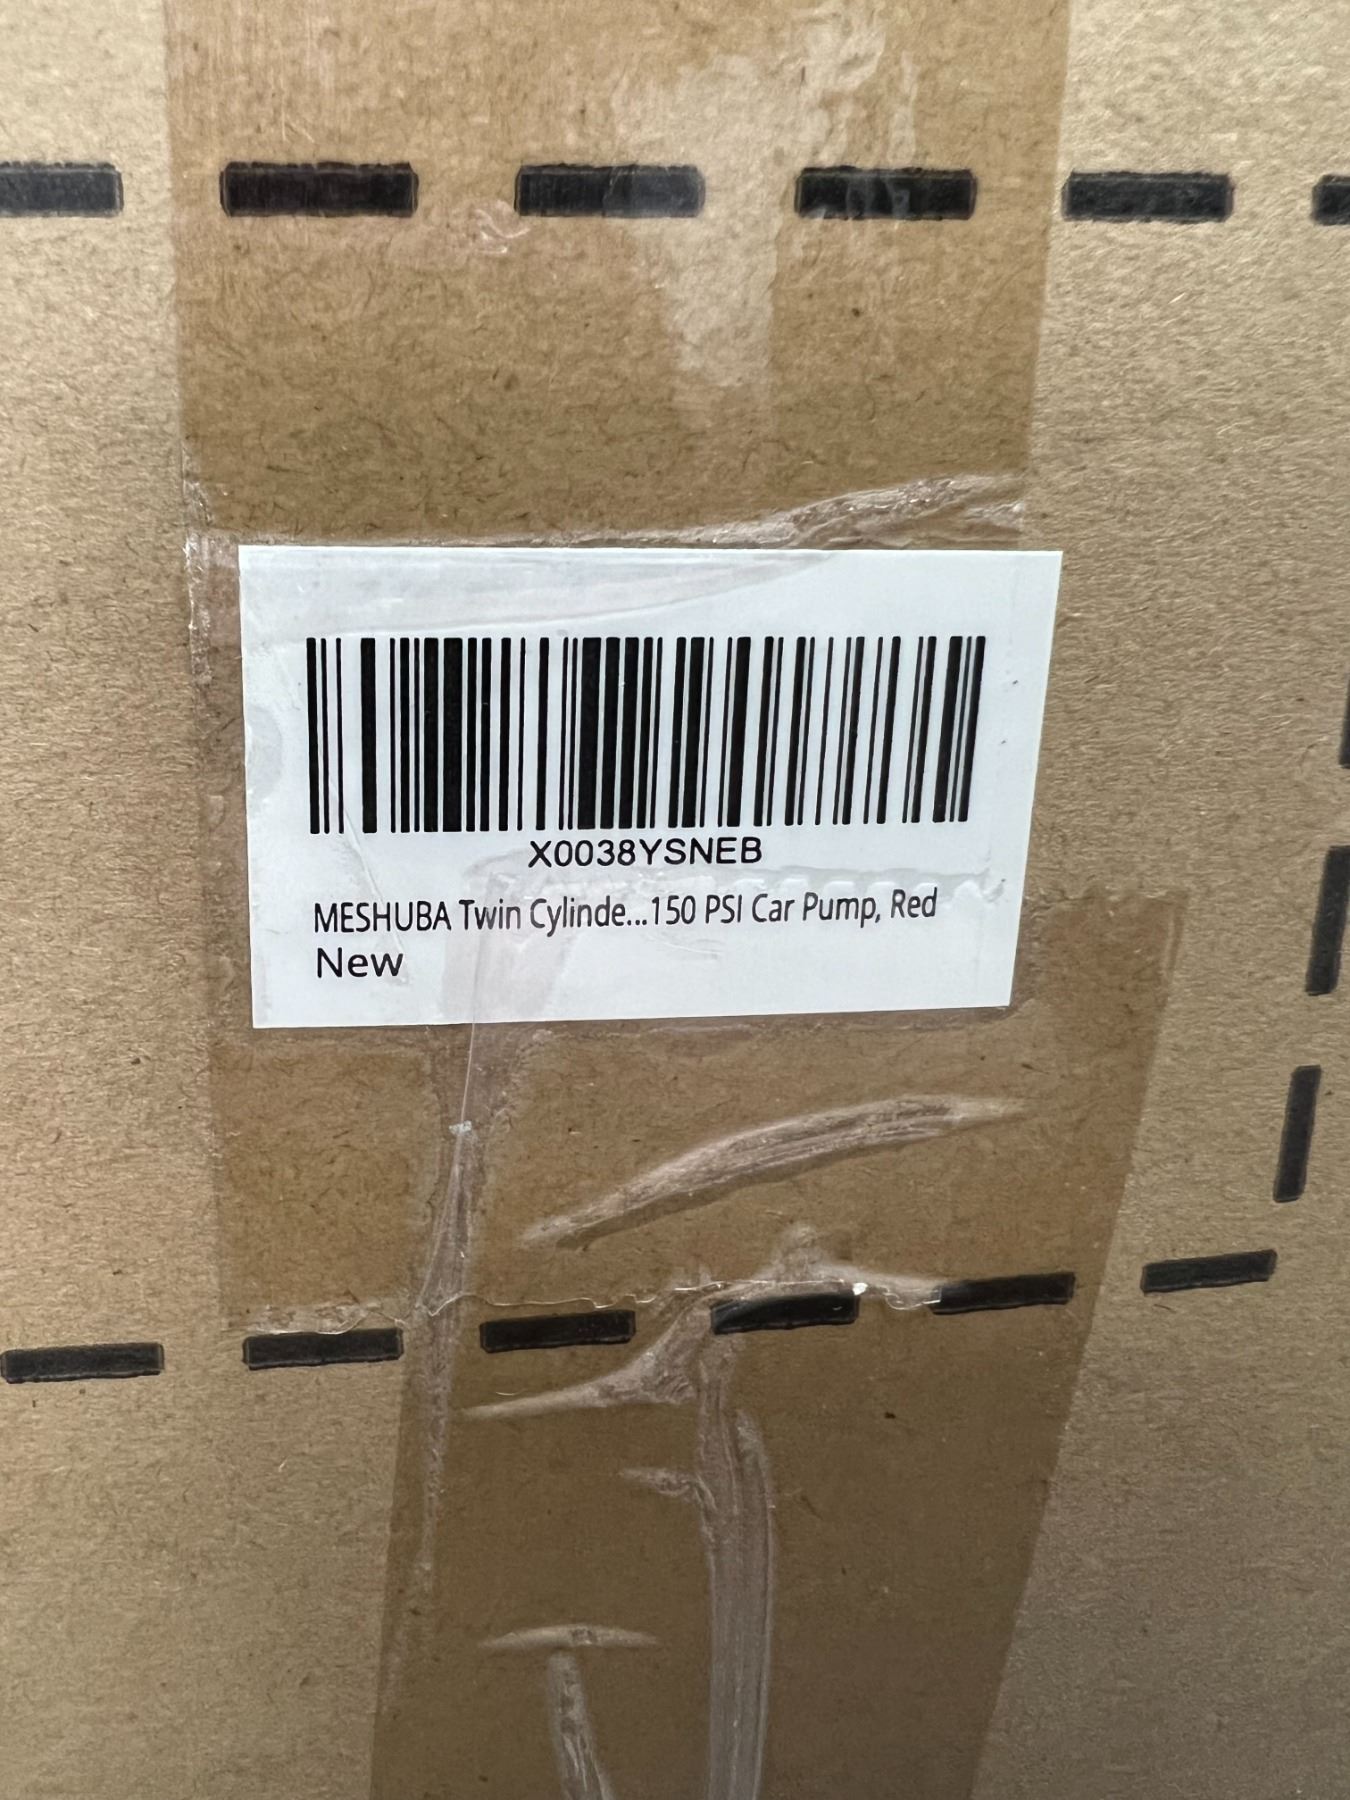 X0038YSNEB
MESHUBA Twin Cylinde...150 PSI Car Pump, Red
New